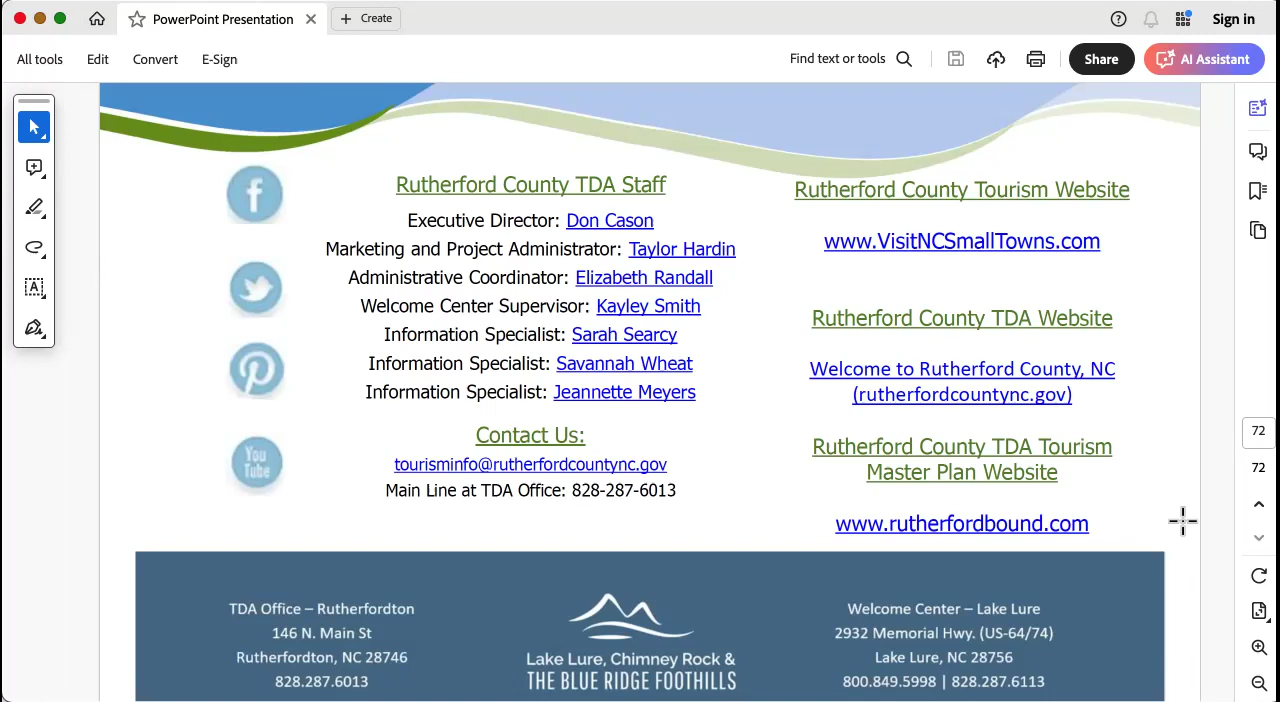 PowerPoint Presentation
Create
Sign in
All tools
Edit
Convert
E-Sign
Find text or tools
Share
AI Assistant
f
Rutherford County TDA Staff
Executive Director: Don Cason
Marketing and Project Administrator: Taylor Hardin
Administrative Coordinator: Elizabeth Randall
Welcome Center Supervisor: Kayley Smith
Information Specialist: Sarah Searcy
Information Specialist: Savannah Wheat
Information Specialist: Jeannette Meyers
You
Tube
Contact Us:
tourisminfo@rutherfordcountync.gov
Main Line at TDA Office: 828-287-6013
Rutherford County Tourism Website
www.VisitNCSmallTowns.com
Rutherford County TDA Website
Welcome to Rutherford County, NC
(rutherfordcountync.gov)
Rutherford County TDA Tourism
Master Plan Website
www.rutherfordbound.com
72
72
TDA Office – Rutherfordton
146 N. Main St
Rutherfordton, NC 28746
828.287.6013
Lake Lure, Chimney Rock &
THE BLUE RIDGE FOOTHILLS
Welcome Center – Lake Lure
2932 Memorial Hwy. (US-64/74)
Lake Lure, NC 28756
800.849.5998 | 828.287.6113